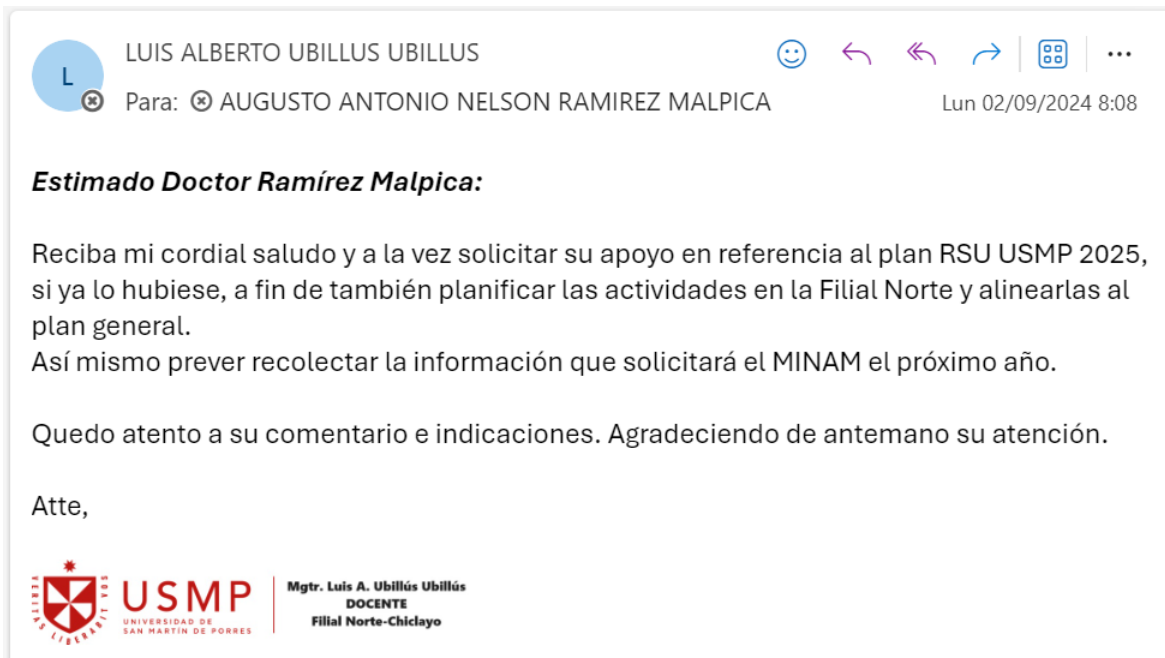 L
LUIS ALBERTO UBILLUS UBILLUS
Para: AUGUSTO ANTONIO NELSON RAMIREZ MALPICA
Lun 02/09/2024 8:08
Estimado Doctor Ramírez Malpica:
Reciba mi cordial saludo y a la vez solicitar su apoyo en referencia al plan RSU USMP 2025,
si ya lo hubiese, a fin de también planificar las actividades en la Filial Norte y alinearlas al
plan general.
Así mismo prever recolectar la información que solicitará el MINAM el próximo año.
Quedo atento a su comentario e indicaciones. Agradeciendo de antemano su atención.
Atte,
VERITAS LIBERABIT VOS
USMP
UNIVERSIDAD DE
SAN MARTÍN DE PORRES
Mgtr. Luis A. Ubillús Ubillús
DOCENTE
Filial Norte-Chiclayo